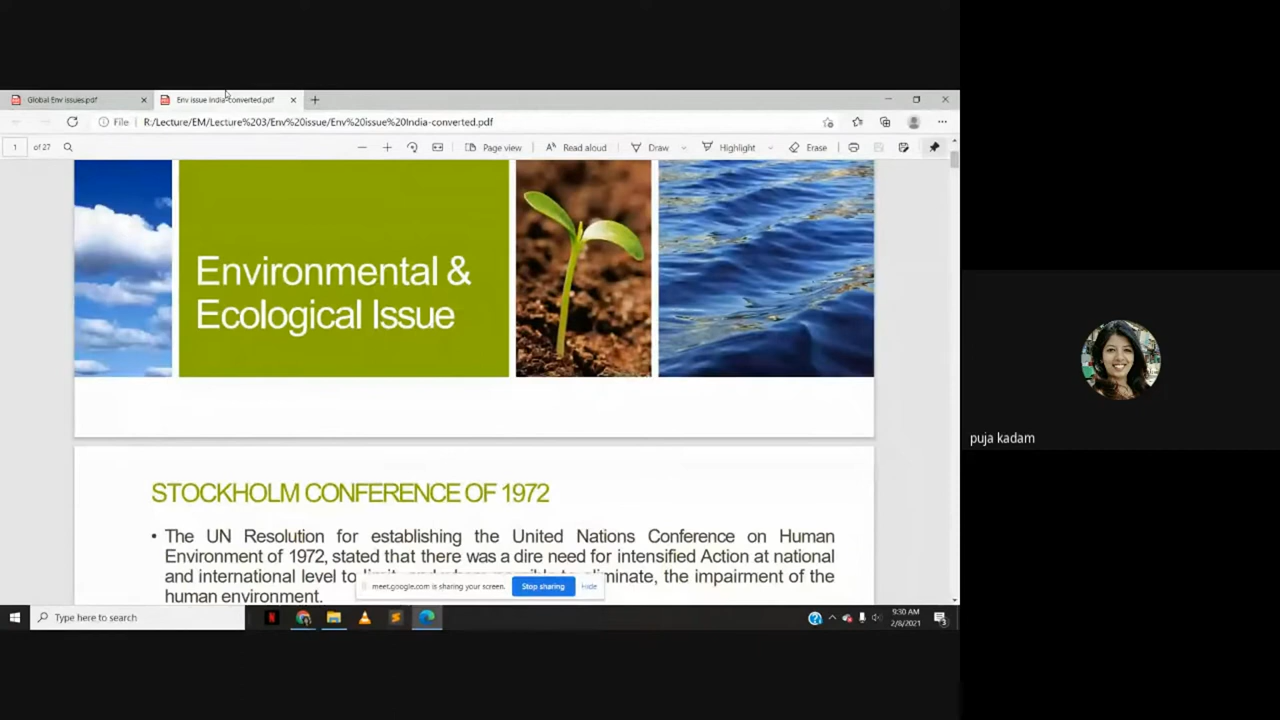 Global Env issues.pdf
Env issue India-converted.pdf
File
R:/Lecture/EM/Lecture%203/Env%20issue/Env%20issue%20India-converted.pdf
1 of 27
Page view
Read aloud
Draw
Highlight
Erase
Environmental &
Ecological Issue
STOCKHOLM CONFERENCE OF 1972
• The UN Resolution for establishing the United Nations Conference on Human
Environment of 1972, stated that there was a dire need for intensified Action at national
and international level to eliminate, the impairment of the
human environment.
meet.google.com is sharing your screen.
Stop sharing
Hide
puja kadam
Type here to search
9:30 AM
2/8/2021